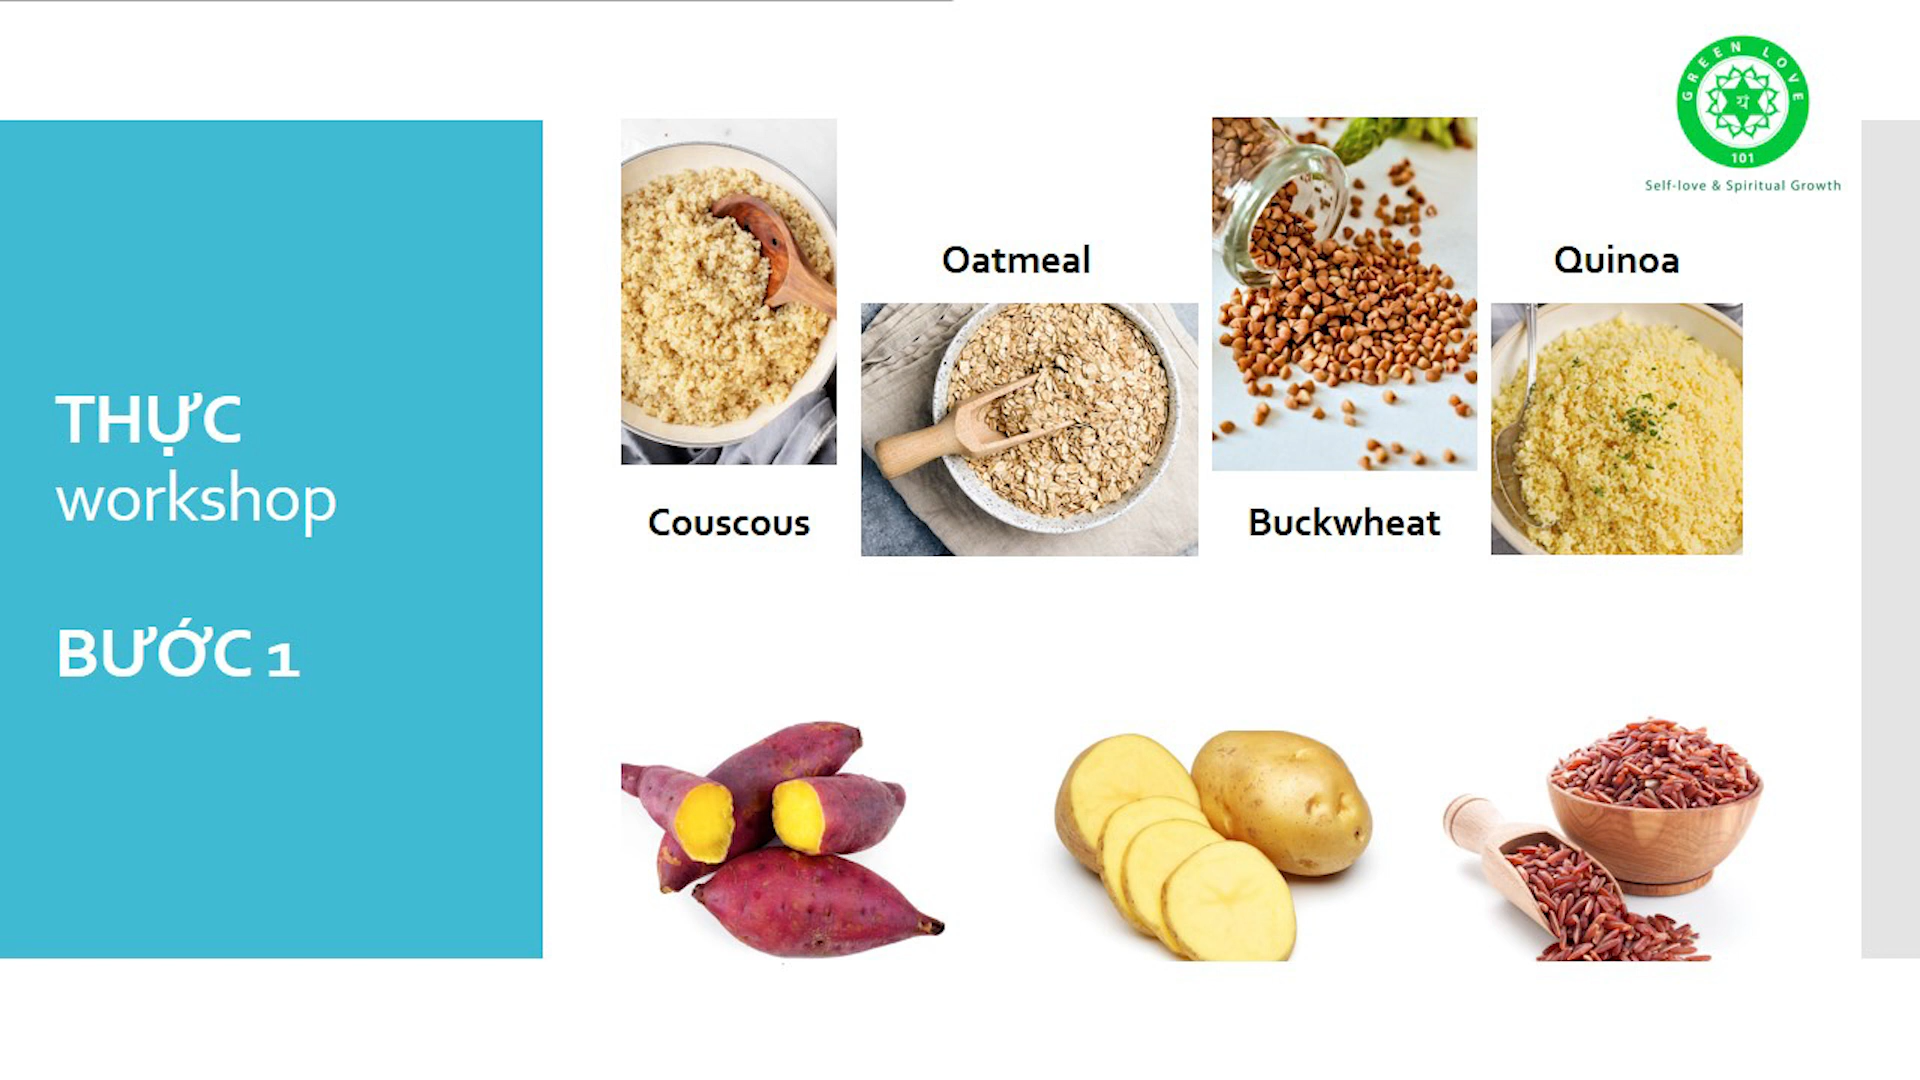 THỰC
workshop
BƯỚC 1
Couscous
Oatmeal
Buckwheat
Quinoa
GREEN LOVE
101
Self-love & Spiritual Growth